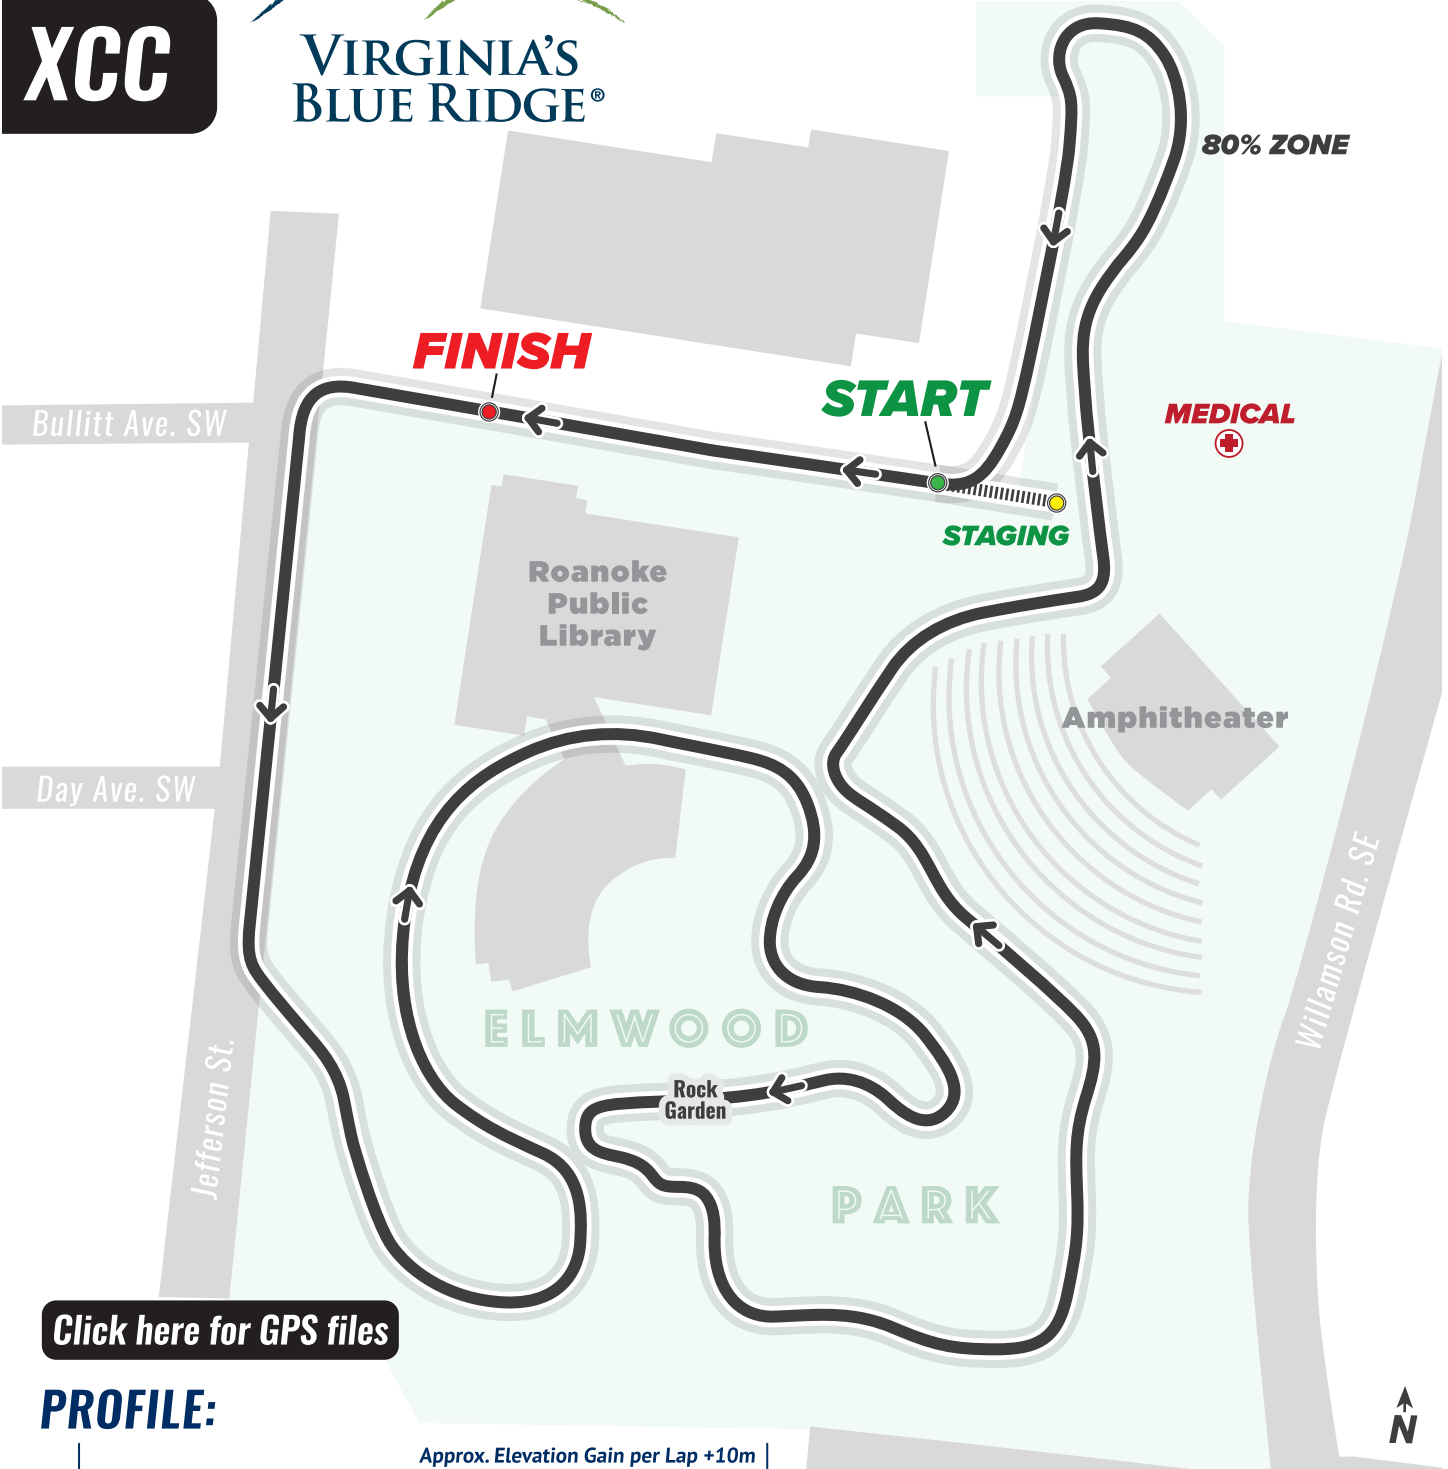 XCC
VIRGINIA'S
BLUE RIDGE®
80% ZONE
FINISH
START
MEDICAL
Bullitt Ave. SW
STAGING
Roanoke
Public
Library
Amphitheater
Day Ave. SW
Willamson Rd. SE
ELMWOOD
Rock
Garden
Jefferson St.
PARK
Click here for GPS files
PROFILE:
N
Approx. Elevation Gain per Lap +10m